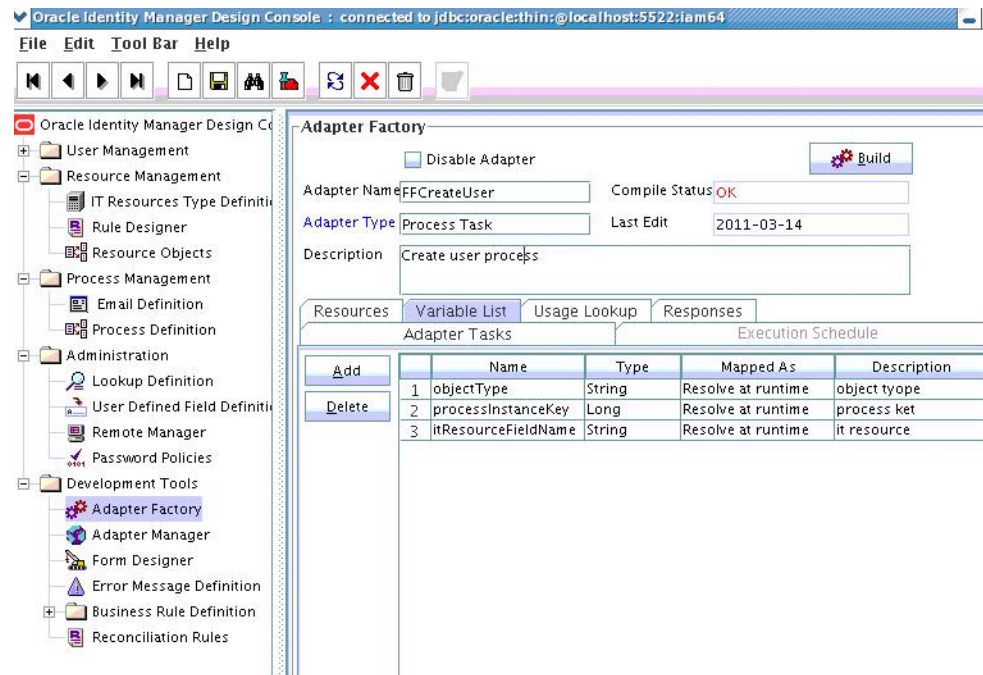 Oracle Identity Manager Design Console : connected to jdbc:oracle:thin:@localhost:5522:iam64
File Edit Tool Bar Help
Oracle Identity Manager Design Co
User Management
Resource Management
IT Resources Type Definiti
Rule Designer
Resource Objects
Process Management
Email Definition
Process Definition
Administration
Lookup Definition
User Defined Field Definiti
Remote Manager
Password Policies
Development Tools
Adapter Factory
Adapter Manager
Form Designer
Error Message Definition
Business Rule Definition
Reconciliation Rules
Adapter Factory
Disable Adapter
Build
Adapter Name FFCreateUser Compile Status OK
Adapter Type Process Task Last Edit 2011-03-14
Description Create user process
Resources Variable List Usage Lookup Responses
Adapter Tasks Execution Schedule
Add
Delete
Name Type Mapped As Description
1 objectType String Resolve at runtime object tyope
2 processInstanceKey Long Resolve at runtime process ket
3 itResourceFieldName String Resolve at runtime it resource